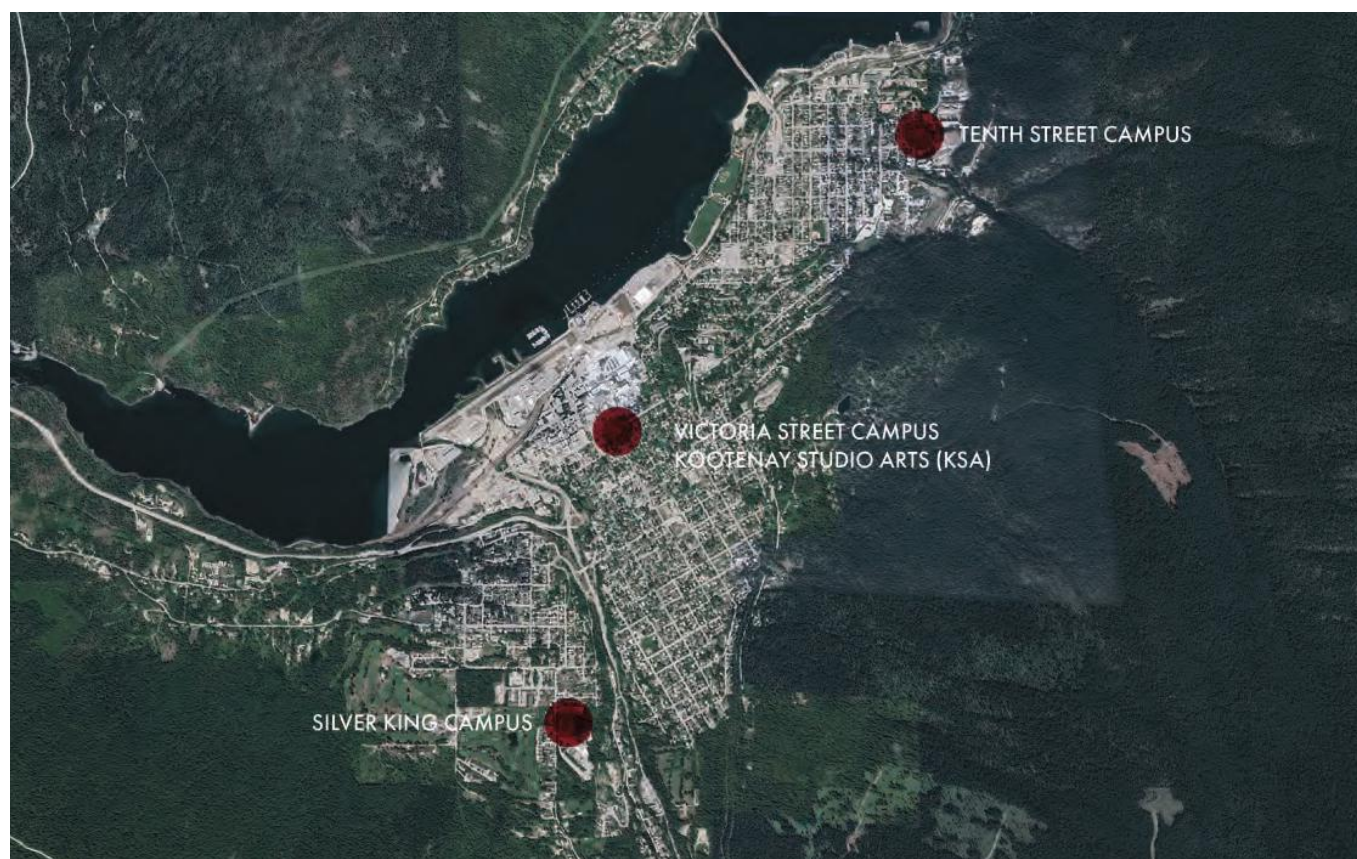 TENTH STREET CAMPUS
VICTORIA STREET CAMPUS
KOOTENAY STUDIO ARTS (KSA)
SILVER KING CAMPUS